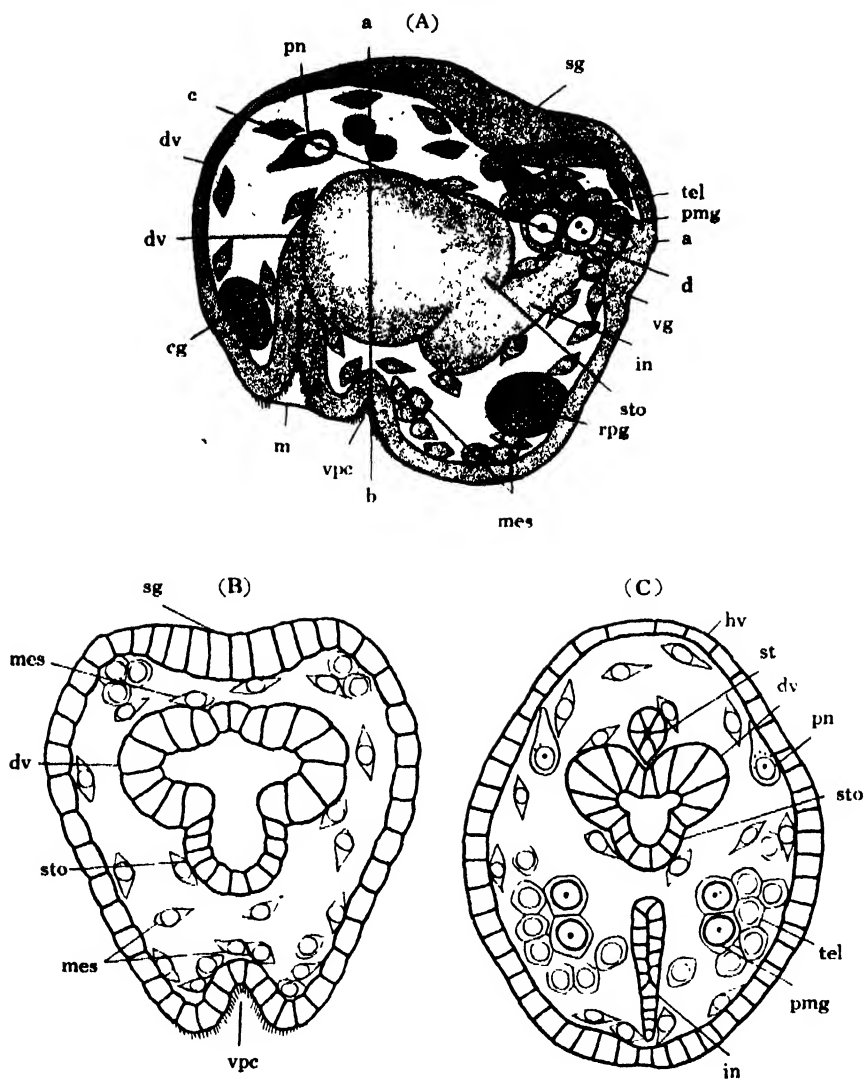 (A)
a
pn
sg
c
dv
tel
pmg
a
dv
d
vg
in
cg
sto
rpg
m
vpc
b
mes
(B)
(C)
sg
hv
st
mes
dv
pn
dv
sto
sto
mes
tel
pmg
vpc
in